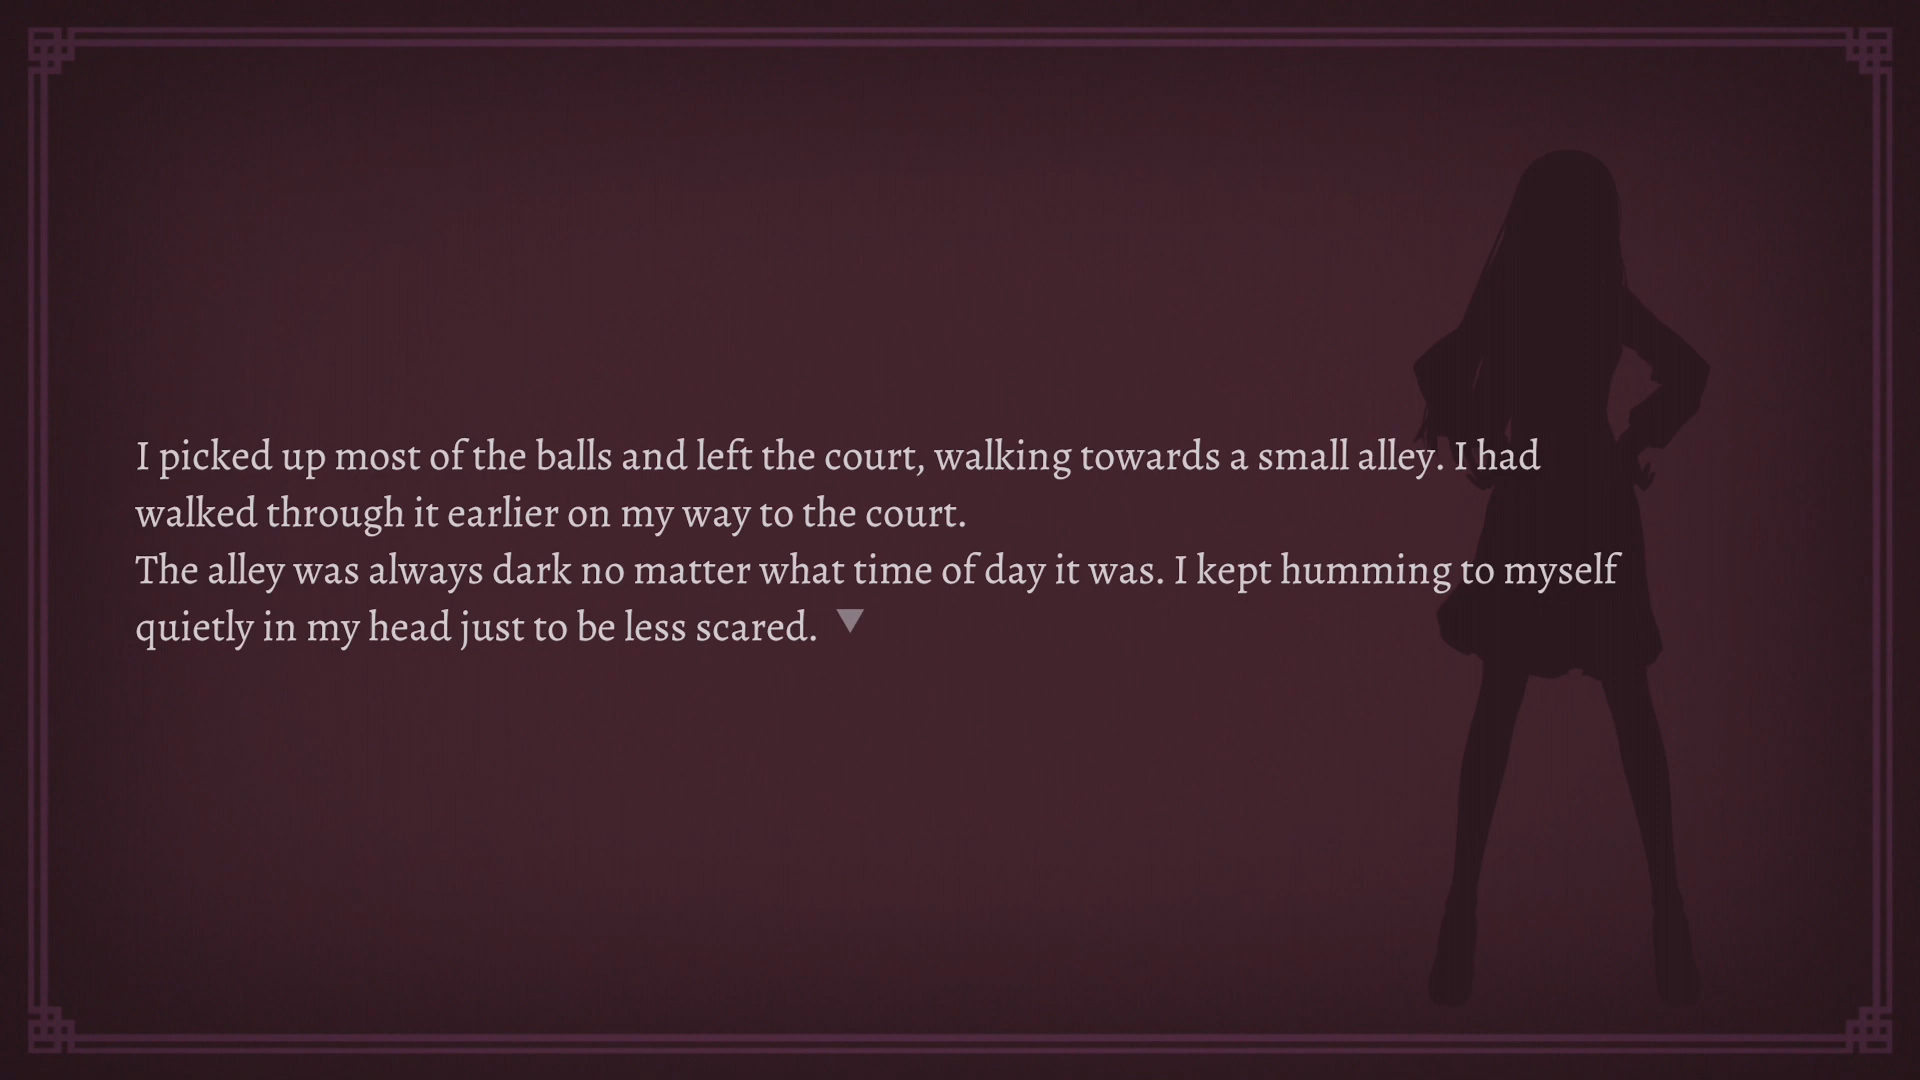 I picked up most of the balls and left the court, walking towards a small alley. I had
walked through it earlier on my way to the court.
The alley was always dark no matter what time of day it was. I kept humming to myself
quietly in my head just to be less scared.